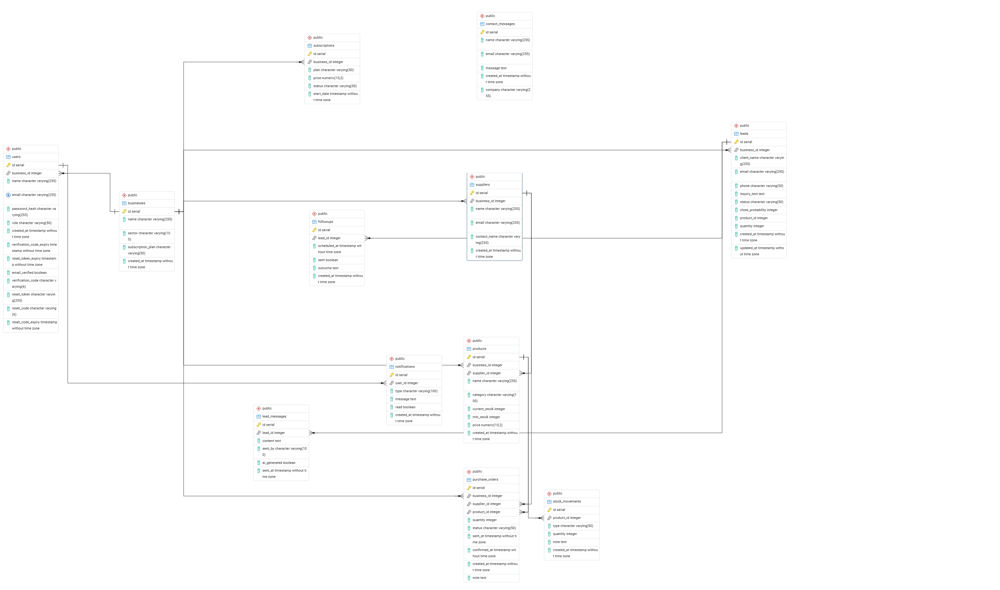 public
contact_messages
id serial
name character varying(255)
email character varying(255)
message text
created_at timestamp withou
t time zone
company character varying(2
55)
public
subscriptions
id serial
business_id integer
plan character varying(50)
price numeric(10,2)
status character varying(50)
start_date timestamp withou
t time zone
public
leads
id serial
business_id integer
client_name character varyin
g(255)
email character varying(255)
phone character varying(50)
inquiry_text text
status character varying(50)
close_probability integer
product_id integer
quantity integer
created_at timestamp withou
t time zone
updated_at timestamp witho
ut time zone
public
users
id serial
business_id integer
name character varying(255)
email character varying(255)
password_hash character va
rying(255)
role character varying(50)
created_at timestamp withou
t time zone
verification_code_expiry time
stamp without time zone
reset_token_expiry timestam
p without time zone
email_verified boolean
verification_code character v
arying(6)
reset_token character varyin
g(255)
reset_code character varying
(6)
reset_code_expiry timestamp
without time zone
public
businesses
id serial
name character varying(255)
sector character varying(10
0)
subscription_plan character
varying(50)
created_at timestamp withou
t time zone
public
suppliers
id serial
business_id integer
name character varying(255)
email character varying(255)
contact_name character vary
ing(255)
created_at timestamp withou
t time zone
public
followups
id serial
lead_id integer
scheduled_at timestamp wit
hout time zone
sent boolean
outcome text
created_at timestamp withou
t time zone
public
products
id serial
business_id integer
supplier_id integer
name character varying(255)
category character varying(1
00)
current_stock integer
min_stock integer
price numeric(10,2)
created_at timestamp withou
t time zone
public
notifications
id serial
user_id integer
type character varying(100)
message text
read boolean
created_at timestamp withou
t time zone
public
lead_messages
id serial
lead_id integer
content text
sent_by character varying(10
0)
ai_generated boolean
sent_at timestamp without ti
me zone
public
purchase_orders
id serial
business_id integer
supplier_id integer
product_id integer
quantity integer
status character varying(50)
sent_at timestamp without ti
me zone
confirmed_at timestamp wit
hout time zone
created_at timestamp withou
t time zone
note text
public
stock_movements
id serial
product_id integer
type character varying(50)
quantity integer
note text
created_at timestamp withou
t time zone